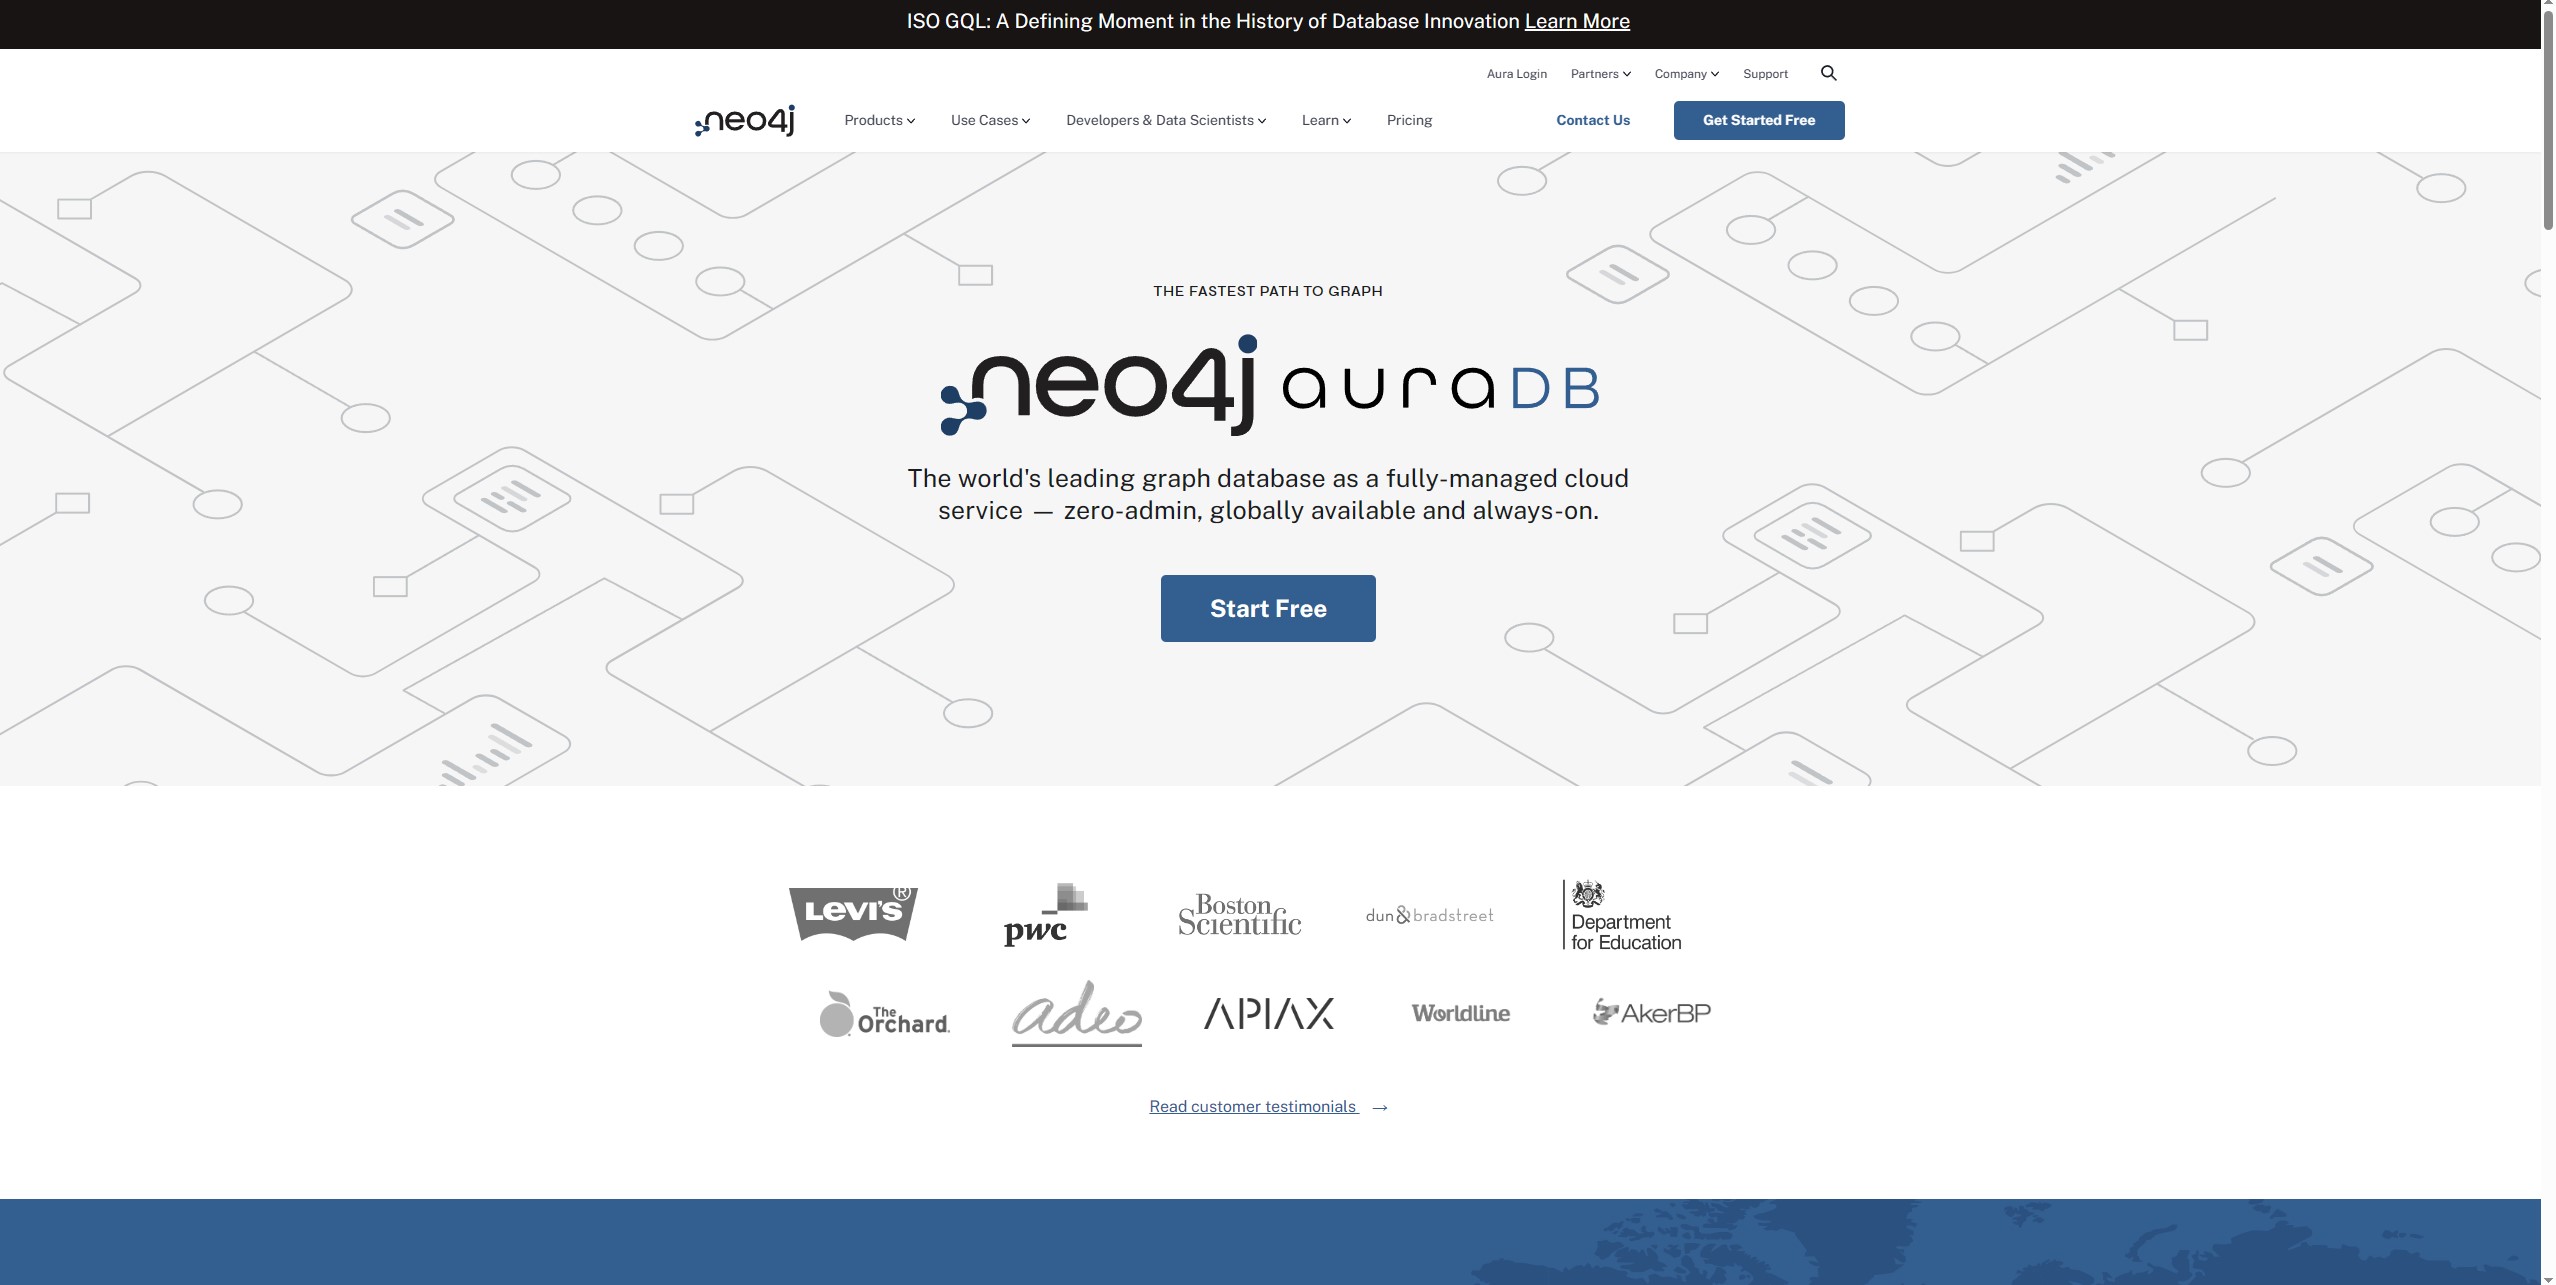 ISO GQL: A Defining Moment in the History of Database Innovation Learn More
Aura Login Partners Company Support
neo4j Products Use Cases Developers & Data Scientists Learn Pricing Contact Us Get Started Free
THE FASTEST PATH TO GRAPH
neo4j auraDB
The world's leading graph database as a fully-managed cloud
service — zero-admin, globally available and always-on.
Start Free
LEVI'S®
pwc
Boston
Scientific
dun & bradstreet
Department
for Education
The
Orchard.
adeo
APIAX
Worldline
AkerBP
Read customer testimonials →